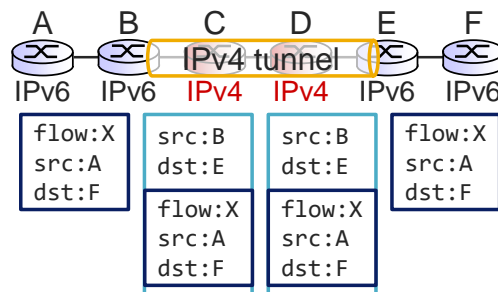 A B C D E F
IPv4 tunnel
IPv6 IPv6 IPv4 IPv4 IPv6 IPv6
flow:X
src:A
dst:F
src:B
dst:E
flow:X
src:A
dst:F
src:B
dst:E
flow:X
src:A
dst:F
flow:X
src:A
dst:F